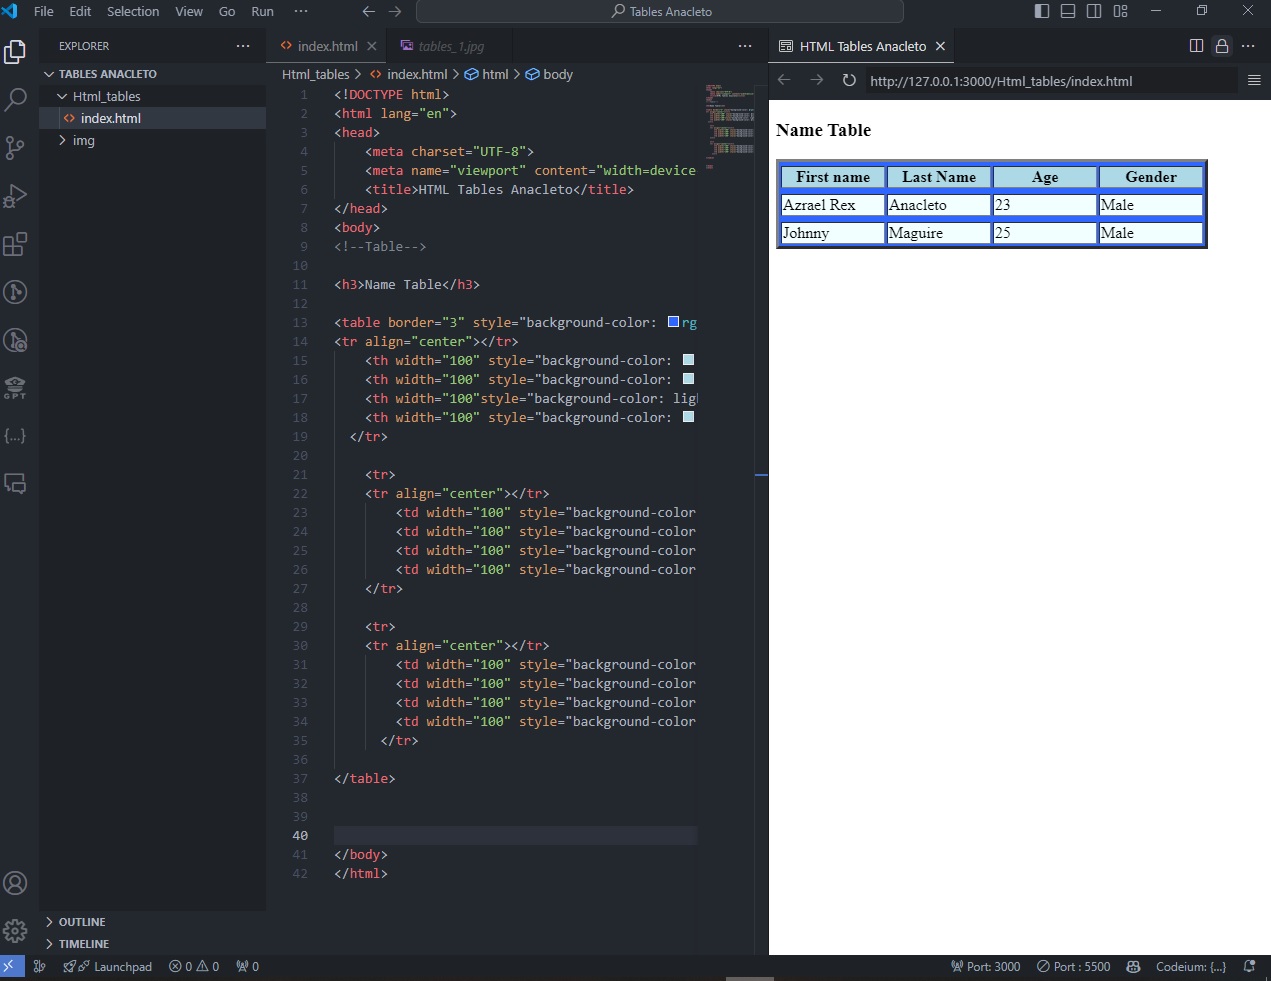 File Edit Selection View Go Run ··· Tables Anacleto
EXPLORER ···
TABLES ANACLETO
Html_tables
index.html
img
OUTLINE
TIMELINE
GPT
index.html tables_1.jpg ···
Html_tables > index.html > html > body
1 <!DOCTYPE html>
2 <html lang="en">
3 <head>
4 <meta charset="UTF-8">
5 <meta name="viewport" content="width=device
6 <title>HTML Tables Anacleto</title>
7 </head>
8 <body>
9 <!--Table-->
10
11 <h3>Name Table</h3>
12
13 <table border="3" style="background-color: rg
14 <tr align="center"></tr>
15 <th width="100" style="background-color:
16 <th width="100" style="background-color:
17 <th width="100"style="background-color: lig
18 <th width="100" style="background-color:
19 </tr>
20
21 <tr>
22 <tr align="center"></tr>
23 <td width="100" style="background-color
24 <td width="100" style="background-color
25 <td width="100" style="background-color
26 <td width="100" style="background-color
27 </tr>
28
29 <tr>
30 <tr align="center"></tr>
31 <td width="100" style="background-color
32 <td width="100" style="background-color
33 <td width="100" style="background-color
34 <td width="100" style="background-color
35 </tr>
36
37 </table>
38
39
40
41 </body>
42 </html>
HTML Tables Anacleto ···
http://127.0.0.1:3000/Html_tables/index.html
Name Table
First name Last Name Age Gender
Azrael Rex Anacleto 23 Male
Johnny Maguire 25 Male
Launchpad 0 0 0 Port: 3000 Port : 5500 Codeium: {...}